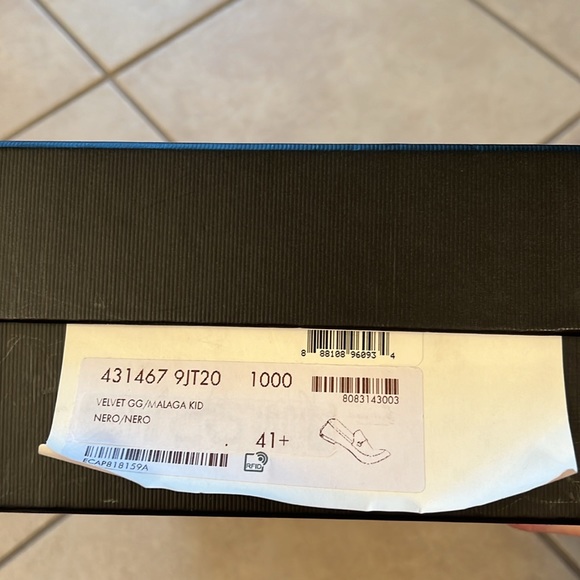 8 88108 96093 4
431467 9JT20 1000
8083143003
VELVET GG/MALAGA KID
NERO/NERO
41+
ECAP818159A
RFID